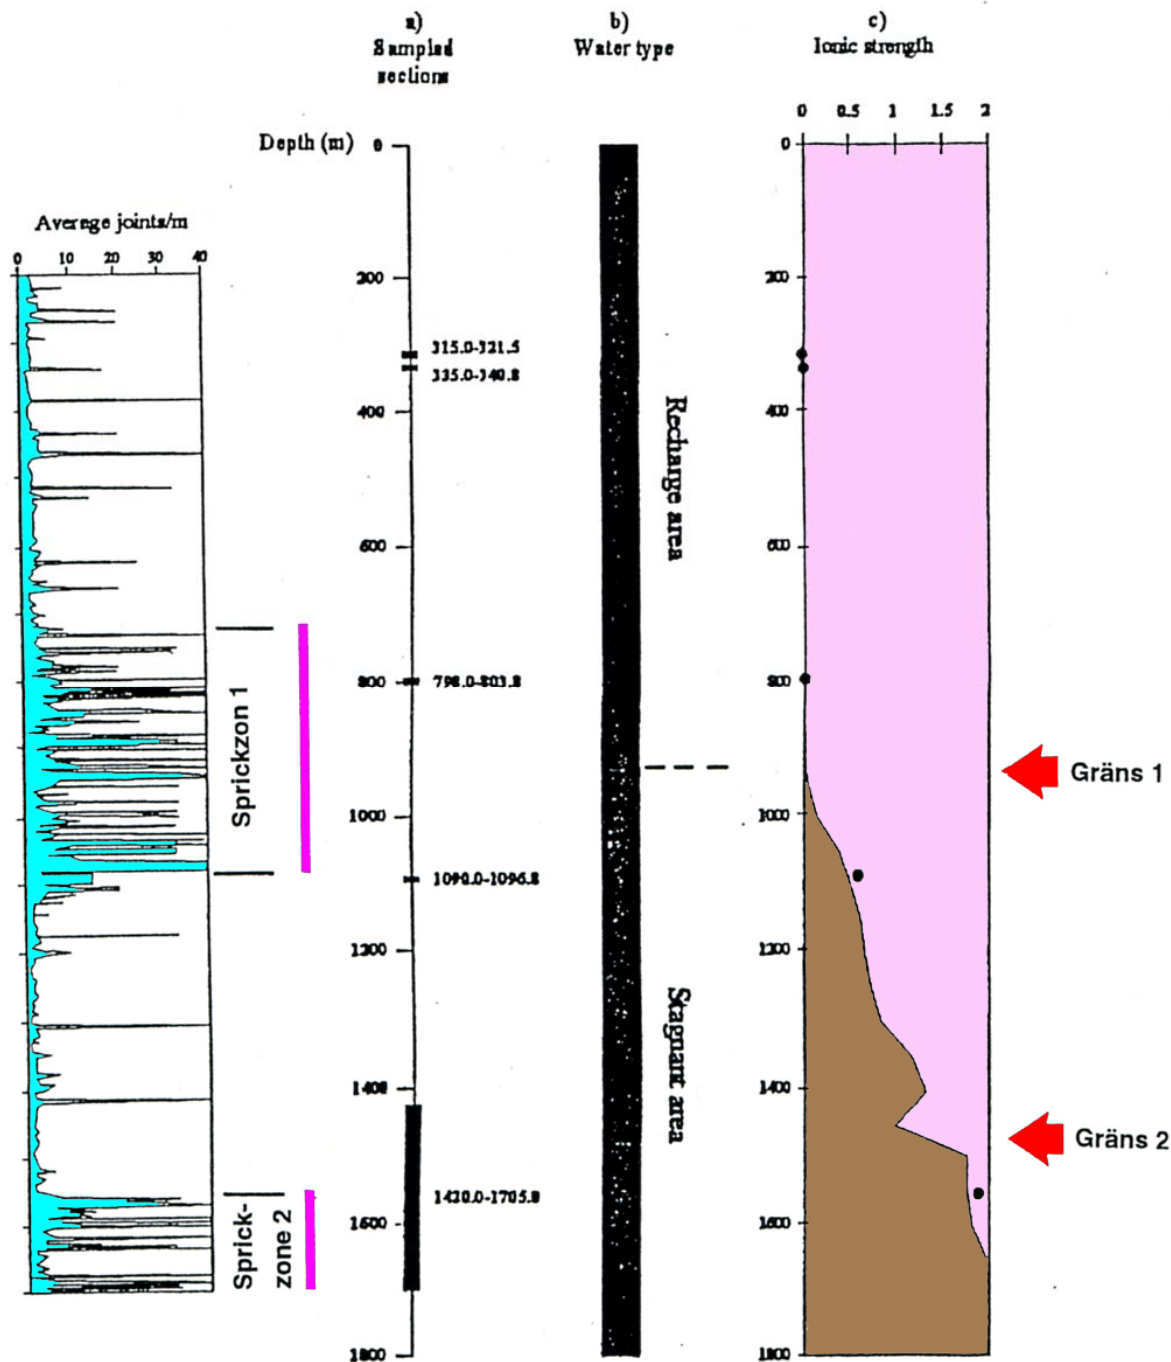 a)
Sampled
sections
b)
Water type
c)
Ionic strength
0 0.5 1 1.5 2
Depth (m)
0
200
400
600
800
1000
1200
1400
1600
1800
Average joints/m
0 10 20 30 40
315.0-321.5
335.0-340.8
798.0-803.8
1090.0-1096.8
1420.0-1705.8
Sprickzon 1
Sprick-
zone 2
Recharge area
Stagnant area
0
200
400
600
800
1000
1200
1400
1600
1800
Gräns 1
Gräns 2